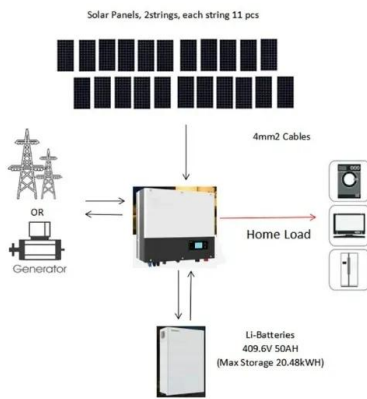 Solar Panels, 2strings, each string 11 pcs
4mm2 Cables
OR
Generator
Home Load
Li-Batteries
409.6V 50AH
(Max Storage 20.48kWH)